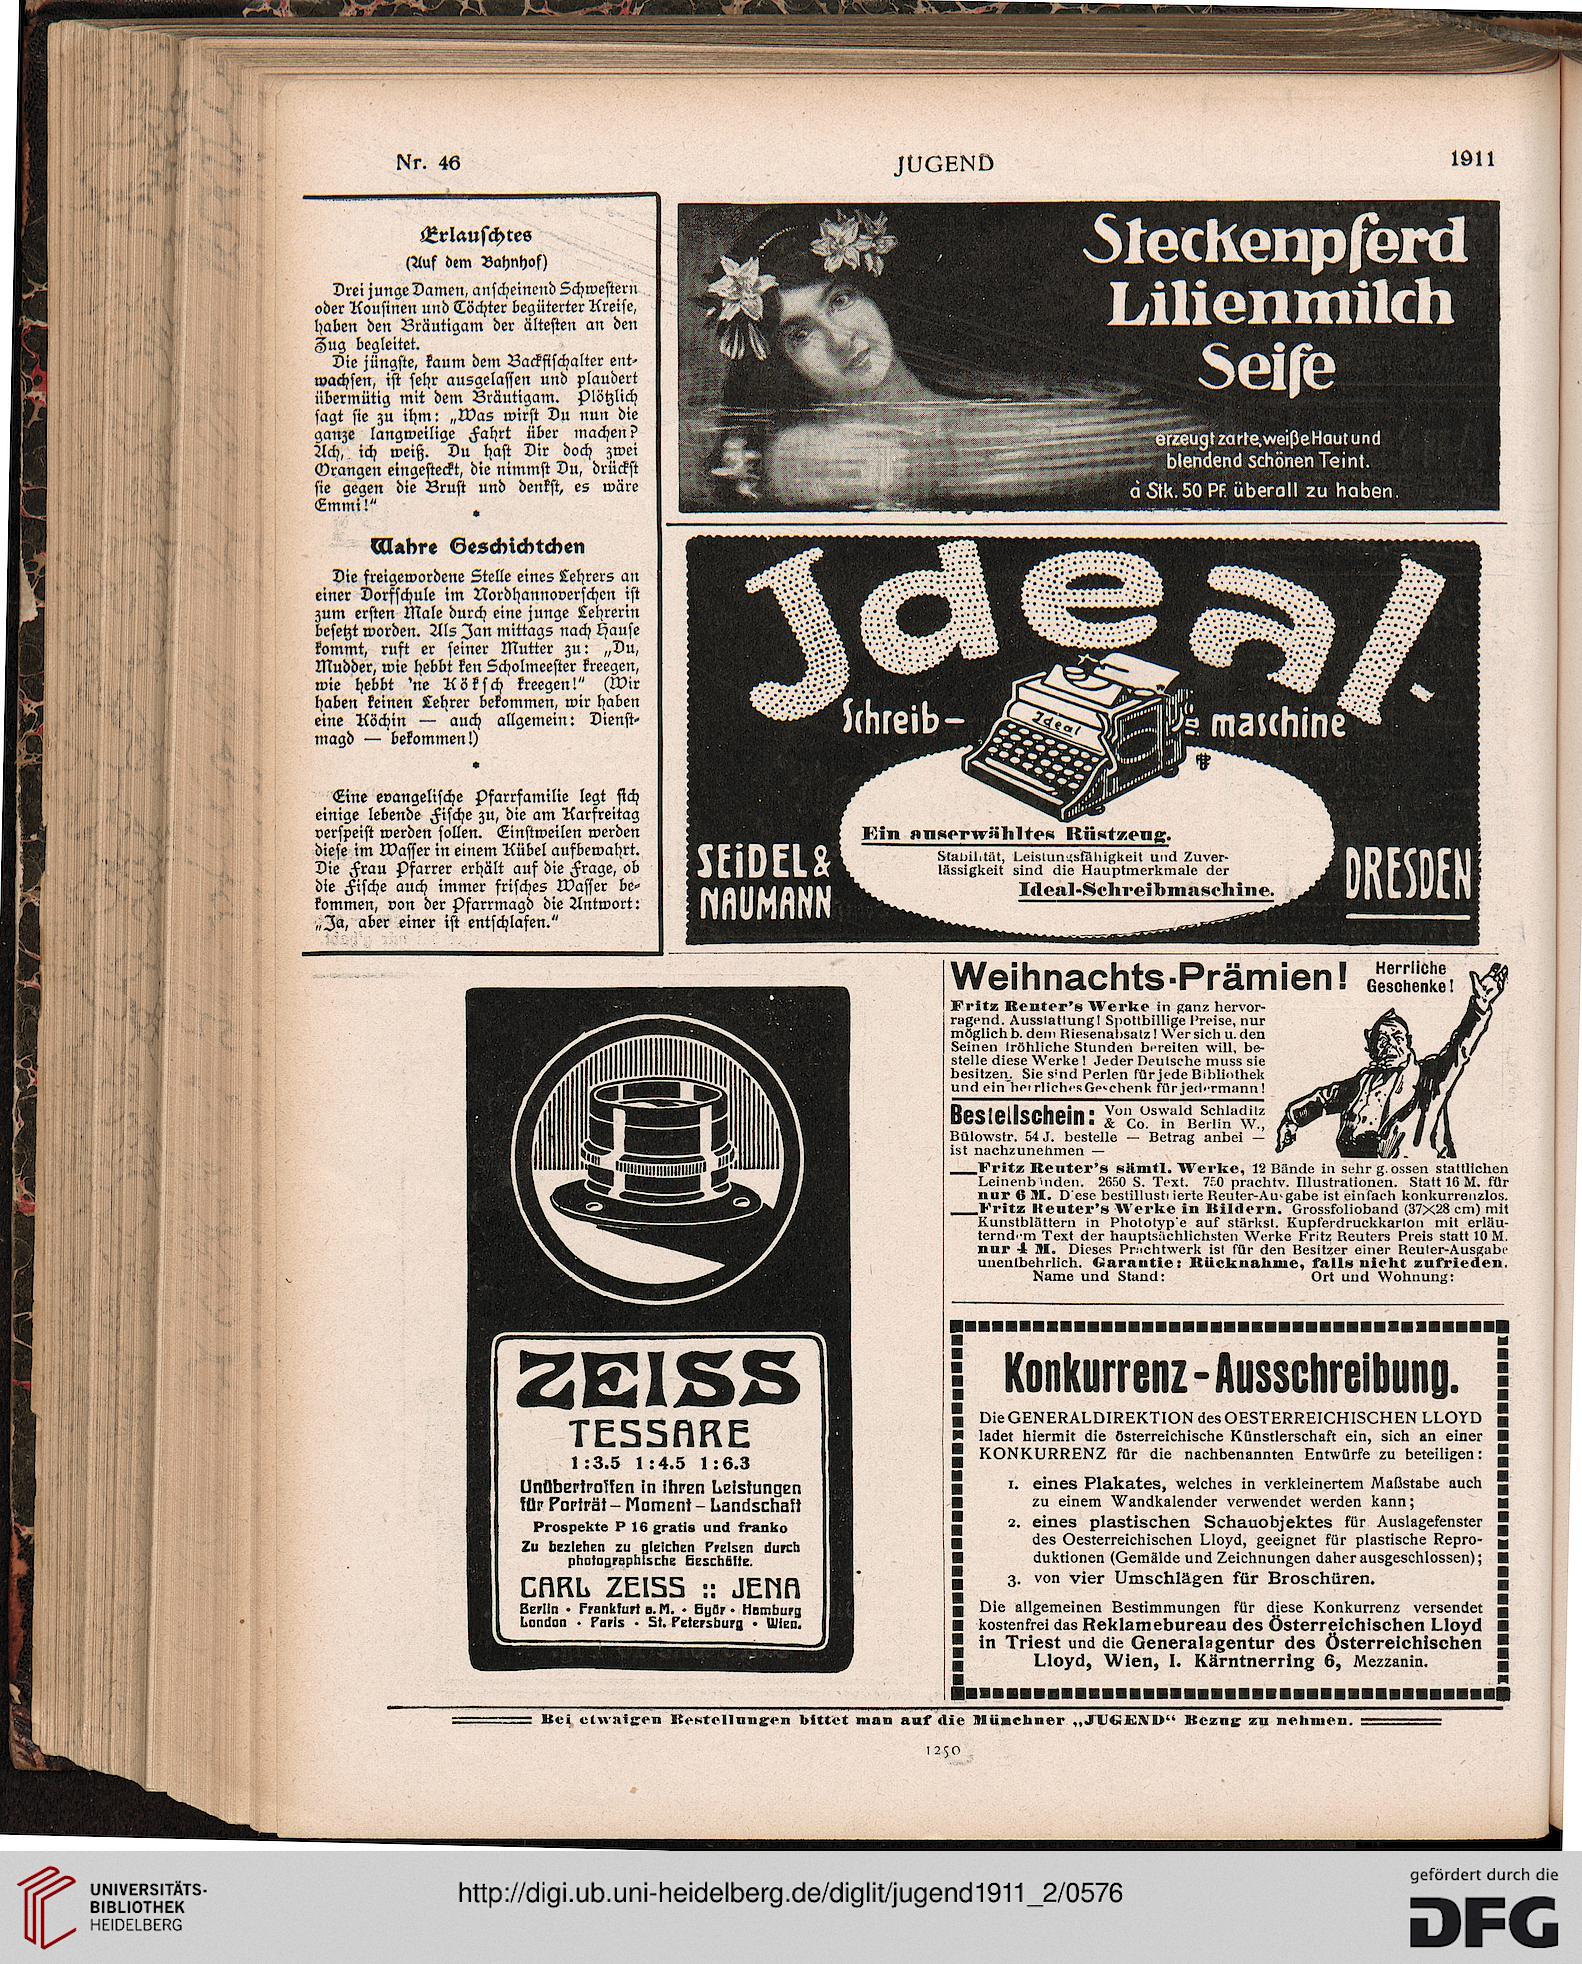 Nr. 46
JUGEND
1911
Erlauschtes
(Auf dem Bahnhof)
Drei junge Damen, anscheinend Schwestern
oder Kousinen und Töchter begüterter Kreise,
haben den Bräutigam der ältesten an den
Zug begleitet.
Die jüngste, kaum dem Backfischalter ent-
wachsen, ist sehr ausgelassen und plaudert
übermütig mit dem Bräutigam. Plötzlich
sagt sie zu ihm: „Was wirst Du nun die
ganze langweilige Fahrt über machen?
Ach, ich weiß. Du hast Dir doch zwei
Orangen eingesteckt, die nimmst Du, drückst
sie gegen die Brust und denkst, es wäre
Emmi!“
*
Wahre Geschichtchen
Die freigewordene Stelle eines Lehrers an
einer Dorfschule im Nordhannoverschen ist
zum ersten Male durch eine junge Lehrerin
besetzt worden. Als Jan mittags nach Hause
kommt, ruft er seiner Mutter zu: „Du,
Mudder, wie hebbt ken Scholmeester kreegen,
wie hebbt 'ne Köksch kreegen!“ (Wir
haben keinen Lehrer bekommen, wir haben
eine Köchin — auch allgemein: Dienst-
magd — bekommen!)
*
Eine evangelische Pfarrfamilie legt sich
einige lebende Fische zu, die am Karfreitag
verspeist werden sollen. Einstweilen werden
diese im Wasser in einem Kübel aufbewahrt.
Die Frau Pfarrer erhält auf die Frage, ob
die Fische auch immer frisches Wasser be-
kommen, von der Pfarrmagd die Antwort:
„Ja, aber einer ist entschlafen.“
Steckenpferd
Lilienmilch
Seife
erzeugt zarte, weiße Haut und
blendend schönen Teint.
à Stk. 50 Pf. überall zu haben.
Ideal
Schreib-maschine
Ideal
Ein auserwähltes Rüstzeug.
Stabilität, Leistungsfähigkeit und Zuver-
lässigkeit sind die Hauptmerkmale der
Ideal-Schreibmaschine.
SEIDEL &
NAUMANN
DRESDEN
ZEISS
TESSARE
1:3.5 1:4.5 1:6.3
Unübertroffen in ihren Leistungen
für Porträt – Moment – Landschaft
Prospekte P 16 gratis und franko
Zu beziehen zu gleichen Preisen durch
photographische Geschäfte.
CARL ZEISS :: JENA
Berlin • Frankfurt a. M. • Györ • Hamburg
London • Paris • St. Petersburg • Wien.
Weihnachts-Prämien!
Herrliche
Geschenke!
Fritz Reuter's Werke in ganz hervor-
ragend. Ausstattung! Spottbillige Preise, nur
möglich b. dem Riesenabsatz! Wer sich u. den
Seinen fröhliche Stunden bereiten will, be-
stelle diese Werke! Jeder Deutsche muss sie
besitzen. Sie sind Perlen für jede Bibliothek
und ein herrliches Geschenk für jedermann!
Bestellschein: Von Oswald Schladitz
& Co. in Berlin W.,
Bülowstr. 54 J. bestelle — Betrag anbei —
ist nachzunehmen —
Fritz Reuter's sämtl. Werke, 12 Bände in sehr grossen stattlichen
Leinenbänden. 2650 S. Text. 750 prachtv. Illustrationen. Statt 16 M. für
nur 6 M. Diese bestillustrierte Reuter-Ausgabe ist einfach konkurrenzlos.
Fritz Reuter's Werke in Bildern. Grossfolioband (37×28 cm) mit
Kunstblättern in Phototypie auf stärkst. Kupferdruckkarton mit erläu-
terndem Text der hauptsächlichsten Werke Fritz Reuters Preis statt 10 M.
nur 4 M. Dieses Prachtwerk ist für den Besitzer einer Reuter-Ausgabe
unentbehrlich. Garantie: Rücknahme, falls nicht zufrieden.
Name und Stand: Ort und Wohnung:
Konkurrenz-Ausschreibung.
Die GENERALDIREKTION des OESTERREICHISCHEN LLOYD
ladet hiermit die österreichische Künstlerschaft ein, sich an einer
KONKURRENZ für die nachbenannten Entwürfe zu beteiligen:
1. eines Plakates, welches in verkleinertem Maßstabe auch
zu einem Wandkalender verwendet werden kann;
2. eines plastischen Schauobjektes für Auslagefenster
des Oesterreichischen Lloyd, geeignet für plastische Repro-
duktionen (Gemälde und Zeichnungen daher ausgeschlossen);
3. von vier Umschlägen für Broschüren.
Die allgemeinen Bestimmungen für diese Konkurrenz versendet
kostenfrei das Reklamebureau des Österreichischen Lloyd
in Triest und die Generalagentur des Österreichischen
Lloyd, Wien, I. Kärntnerring 6, Mezzanin.
Bei etwaigen Bestellungen bittet man auf die Münchner „JUGEND“ Bezug zu nehmen.
1250
UNIVERSITÄTS-
BIBLIOTHEK
HEIDELBERG
http://digi.ub.uni-heidelberg.de/diglit/jugend1911_2/0576
gefördert durch die
DFG